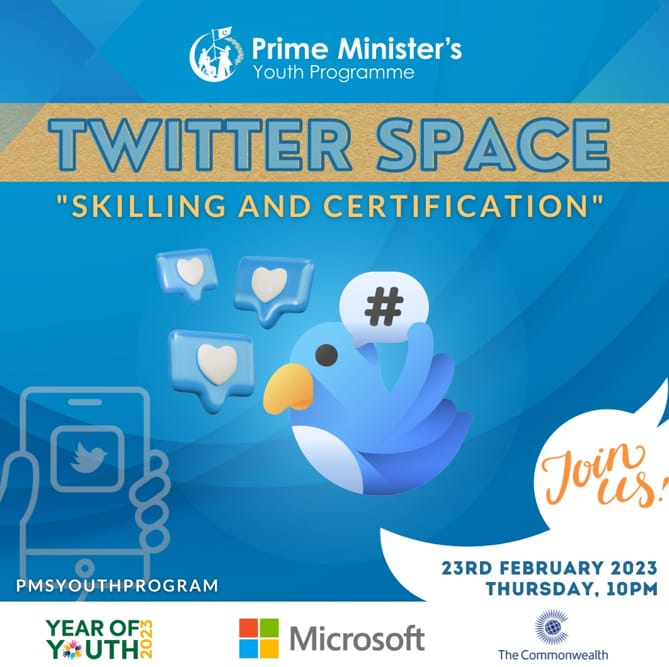 Prime Minister's
Youth Programme
TWITTER SPACE
"SKILLING AND CERTIFICATION"
#
Join
us!
23RD FEBRUARY 2023
THURSDAY, 10PM
PMSYOUTHPROGRAM
YEAR OF
YOUTH
2023
Microsoft
The Commonwealth